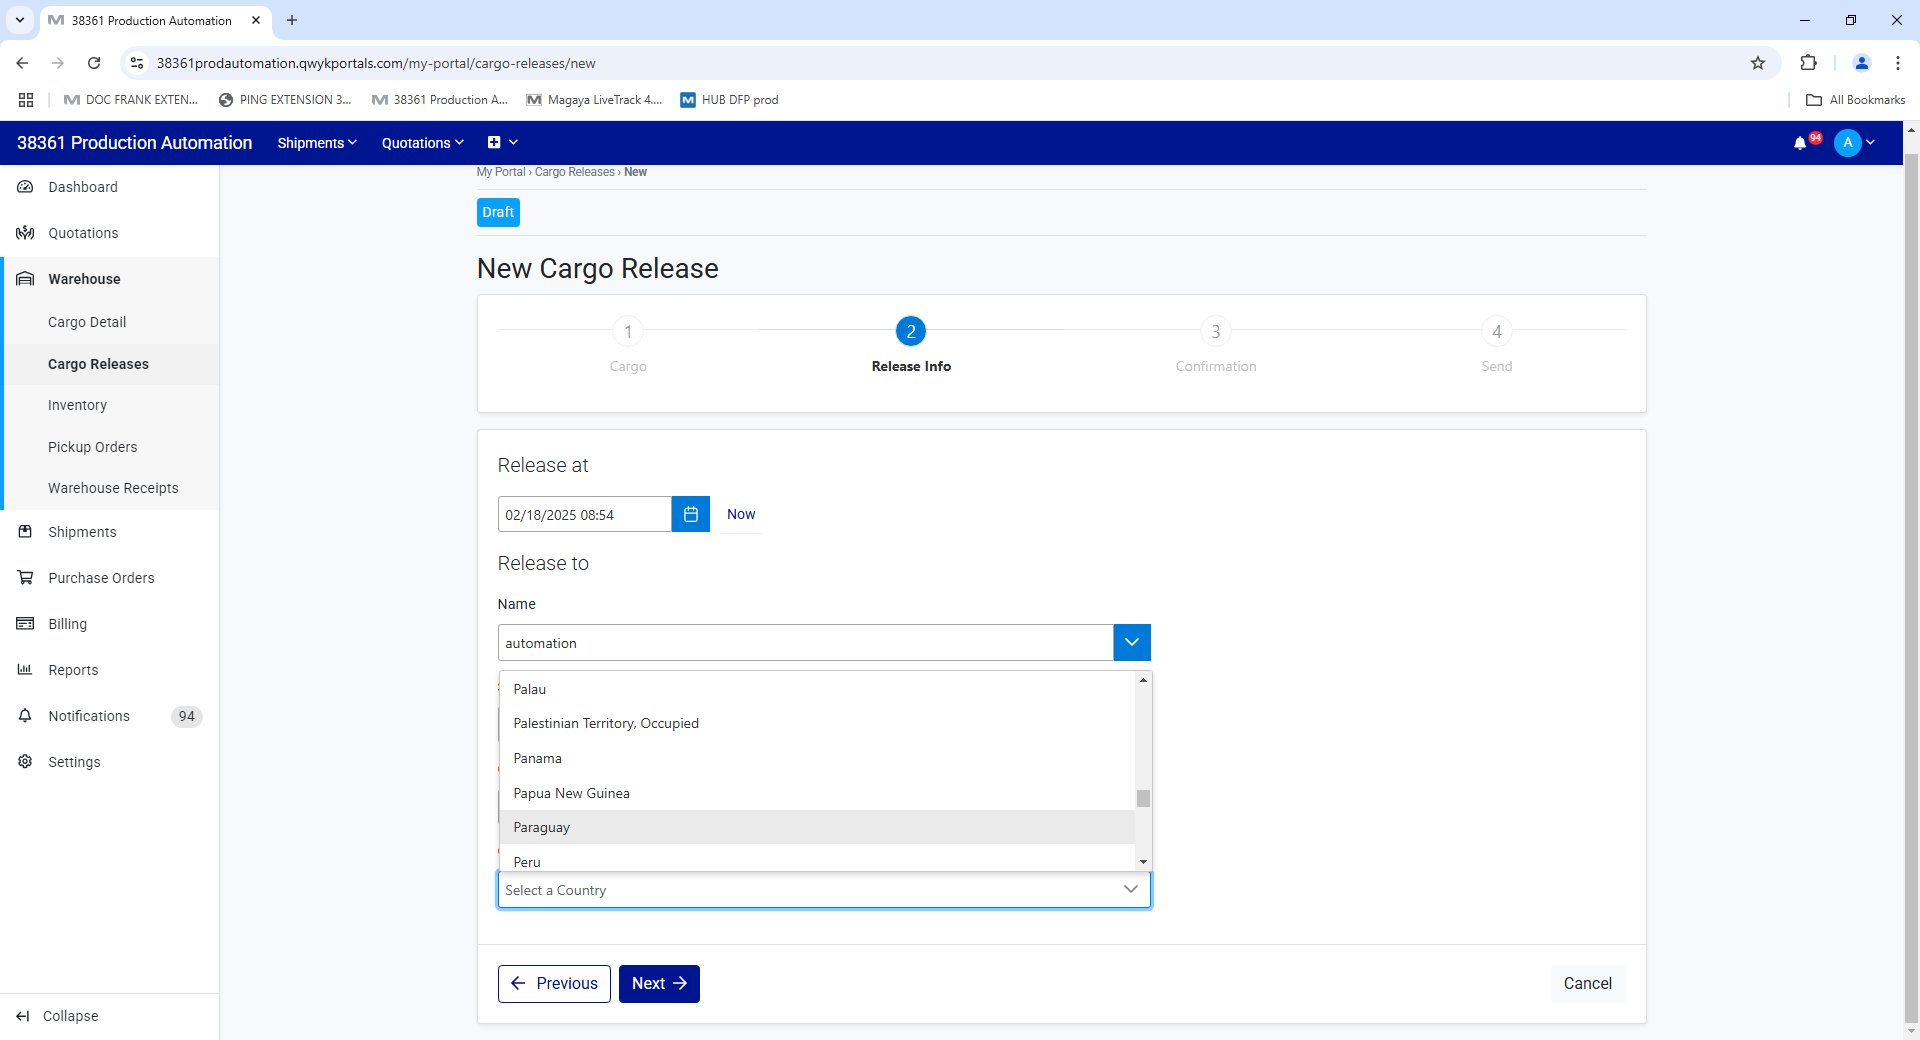 38361 Production Automation
38361prodautomation.qwykportals.com/my-portal/cargo-releases/new
DOC FRANK EXTEN...
PING EXTENSION 3...
38361 Production A...
Magaya LiveTrack 4....
HUB DFP prod
All Bookmarks
38361 Production Automation
Shipments
Quotations
94
A
Dashboard
Quotations
Warehouse
Cargo Detail
Cargo Releases
Inventory
Pickup Orders
Warehouse Receipts
Shipments
Purchase Orders
Billing
Reports
Notifications 94
Settings
Collapse
My Portal › Cargo Releases › New
Draft
New Cargo Release
1
Cargo
2
Release Info
3
Confirmation
4
Send
Release at
02/18/2025 08:54
Now
Release to
Name
automation
Palau
Palestinian Territory, Occupied
Panama
Papua New Guinea
Paraguay
Peru
Select a Country
Previous
Next
Cancel